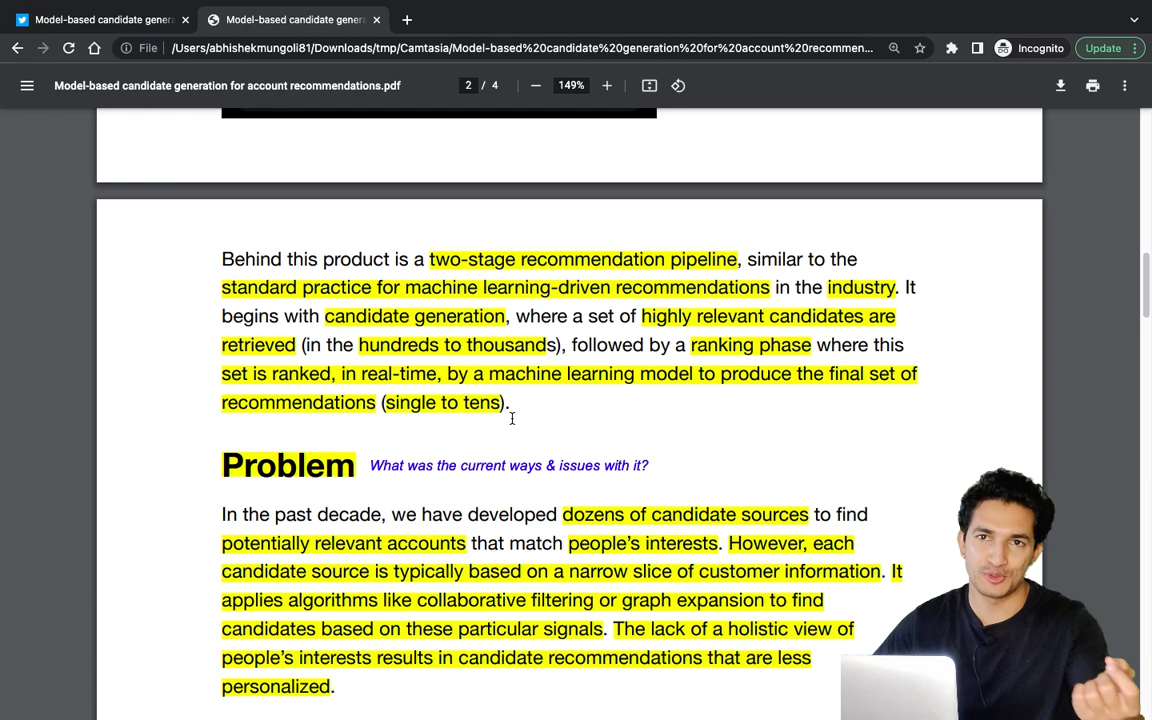 Model-based candidate genera
Model-based candidate genera
File
/Users/abhishekmungoli81/Downloads/tmp/Camtasia/Model-based%20candidate%20generation%20for%20account%20recommen...
Incognito
Update
Model-based candidate generation for account recommendations.pdf
2 / 4
149%
Behind this product is a two-stage recommendation pipeline, similar to the
standard practice for machine learning-driven recommendations in the industry. It
begins with candidate generation, where a set of highly relevant candidates are
retrieved (in the hundreds to thousands), followed by a ranking phase where this
set is ranked, in real-time, by a machine learning model to produce the final set of
recommendations (single to tens).
Problem What was the current ways & issues with it?
In the past decade, we have developed dozens of candidate sources to find
potentially relevant accounts that match people's interests. However, each
candidate source is typically based on a narrow slice of customer information. It
applies algorithms like collaborative filtering or graph expansion to find
candidates based on these particular signals. The lack of a holistic view of
people's interests results in candidate recommendations that are less
personalized.